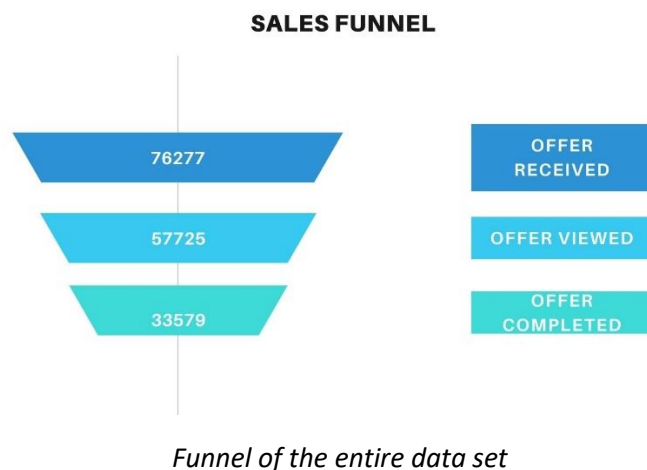 SALES FUNNEL
76277
OFFER
RECEIVED
57725
OFFER VIEWED
33579
OFFER
COMPLETED
Funnel of the entire data set